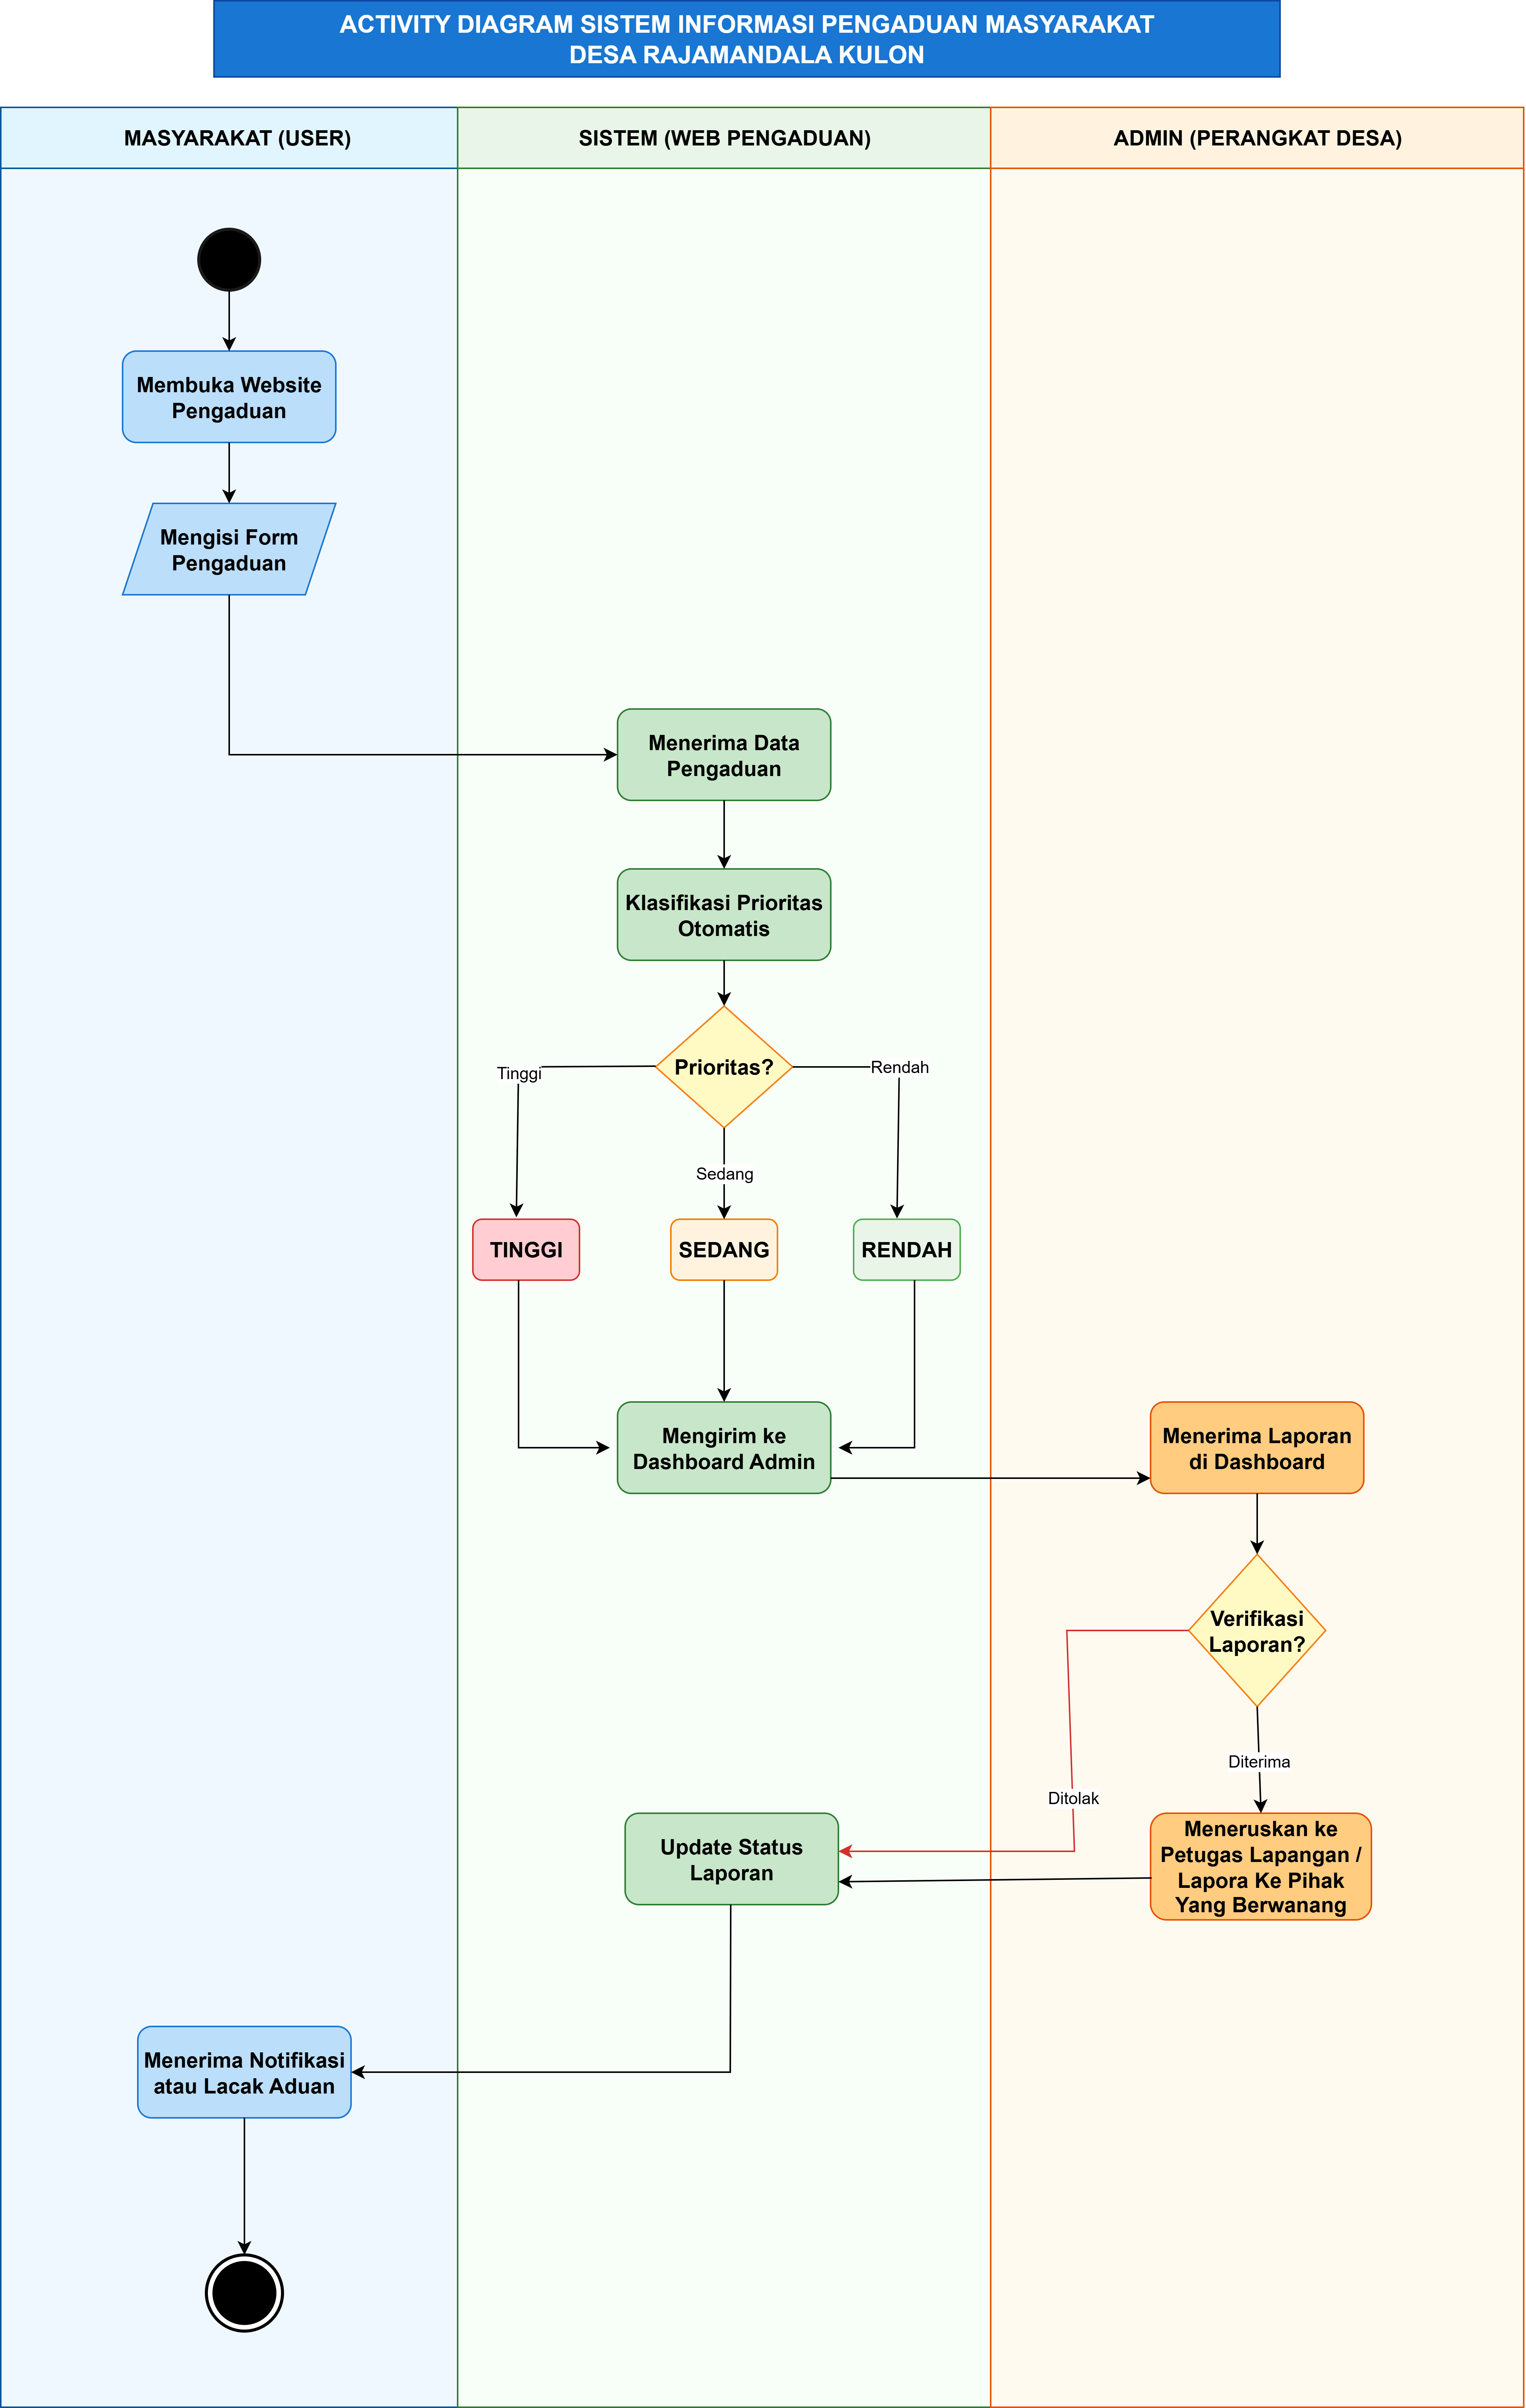 ACTIVITY DIAGRAM SISTEM INFORMASI PENGADUAN MASYARAKAT
DESA RAJAMANDALA KULON
MASYARAKAT (USER)
SISTEM (WEB PENGADUAN)
ADMIN (PERANGKAT DESA)
Membuka Website
Pengaduan
Mengisi Form
Pengaduan
Menerima Data
Pengaduan
Klasifikasi Prioritas
Otomatis
Prioritas?
Tinggi
Rendah
Sedang
TINGGI
SEDANG
RENDAH
Mengirim ke
Dashboard Admin
Menerima Laporan
di Dashboard
Verifikasi
Laporan?
Diterima
Ditolak
Update Status
Laporan
Meneruskan ke
Petugas Lapangan /
Lapora Ke Pihak
Yang Berwanang
Menerima Notifikasi
atau Lacak Aduan